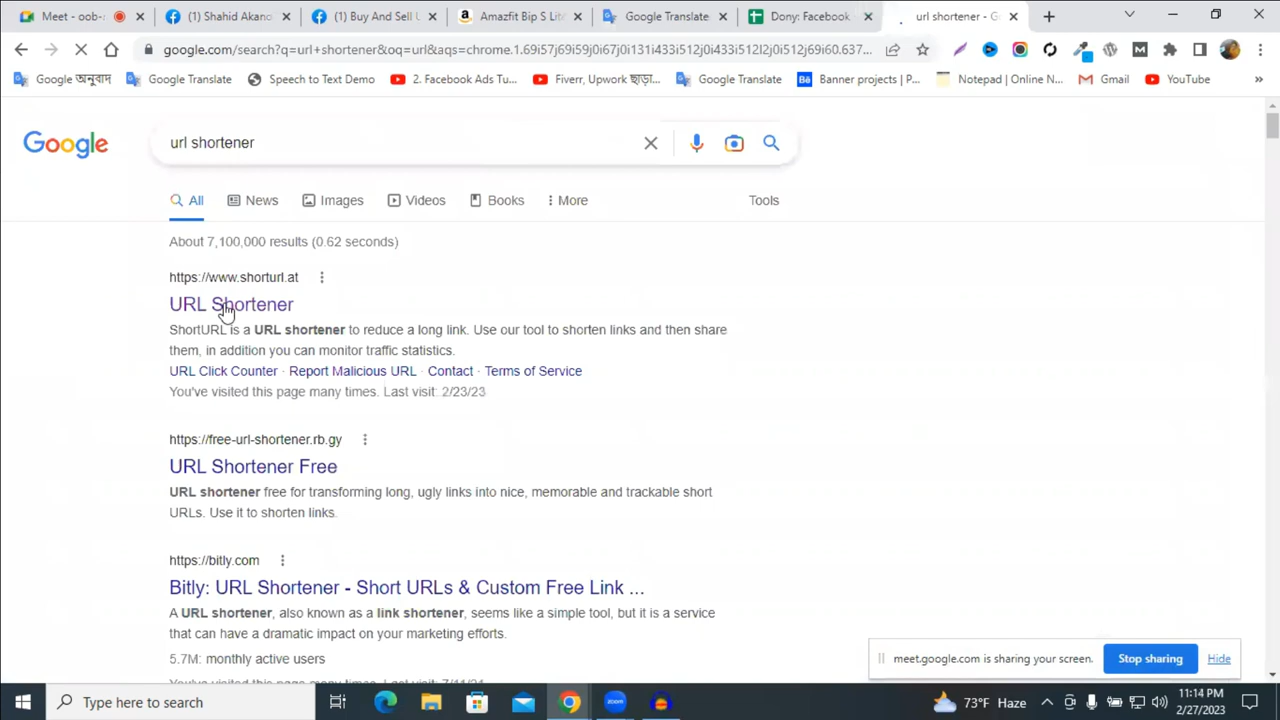 Meet - oob-
(1) Shahid Akand
(1) Buy And Sell U
Amazfit Bip S Lit
Google Translate
Dony: Facebook
url shortener - G
google.com/search?q=url+shortener&oq=url&aqs=chrome.1.69i57j69i59j0i67j0i131i433i512j0i433i512l2j0i512j69i60.637...
Google অনুবাদ
Google Translate
Speech to Text Demo
2. Facebook Ads Tu...
Fiverr, Upwork ছাড়া...
Google Translate
Banner projects | P...
Notepad | Online N...
Gmail
YouTube
Google
url shortener
All
News
Images
Videos
Books
More
Tools
About 7,100,000 results (0.62 seconds)
https://www.shorturl.at
URL Shortener
ShortURL is a URL shortener to reduce a long link. Use our tool to shorten links and then share
them, in addition you can monitor traffic statistics.
URL Click Counter · Report Malicious URL · Contact · Terms of Service
You've visited this page many times. Last visit: 2/23/23
https://free-url-shortener.rb.gy
URL Shortener Free
URL shortener free for transforming long, ugly links into nice, memorable and trackable short
URLs. Use it to shorten links.
https://bitly.com
Bitly: URL Shortener - Short URLs & Custom Free Link ...
A URL shortener, also known as a link shortener, seems like a simple tool, but it is a service
that can have a dramatic impact on your marketing efforts.
5.7M: monthly active users
meet.google.com is sharing your screen.
Stop sharing
Hide
Type here to search
73°F Haze
11:14 PM
2/27/2023